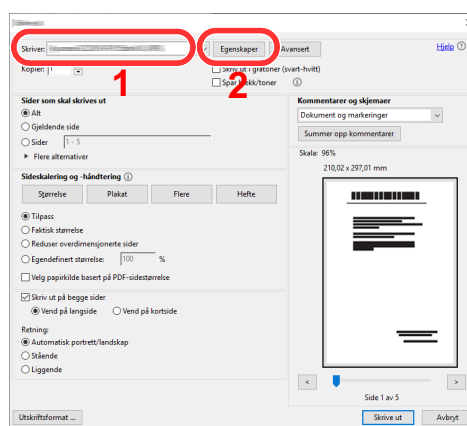 Skriver:
Egenskaper
Avansert
Hjelp
Kopier: 1
Skriv ut i gråtoner (svart-hvitt)
1
2
Spar blekk/toner
Sider som skal skrives ut
Alt
Gjeldende side
Sider 1 - 5
Flere alternativer
Kommentarer og skjemaer
Dokument og markeringer
Summer opp kommentarer
Skala: 96%
210,02 x 297,01 mm
Sideskalering og -håndtering
Størrelse
Plakat
Flere
Hefte
Tilpass
Faktisk størrelse
Reduser overdimensjonerte sider
Egendefinert størrelse: 100 %
Velg papirkilde basert på PDF-sidestørrelse
Skriv ut på begge sider
Vend på langside
Vend på kortside
Retning:
Automatisk portrett/landskap
Stående
Liggende
<
>
Side 1 av 5
Utskriftsformat ...
Skrive ut
Avbryt